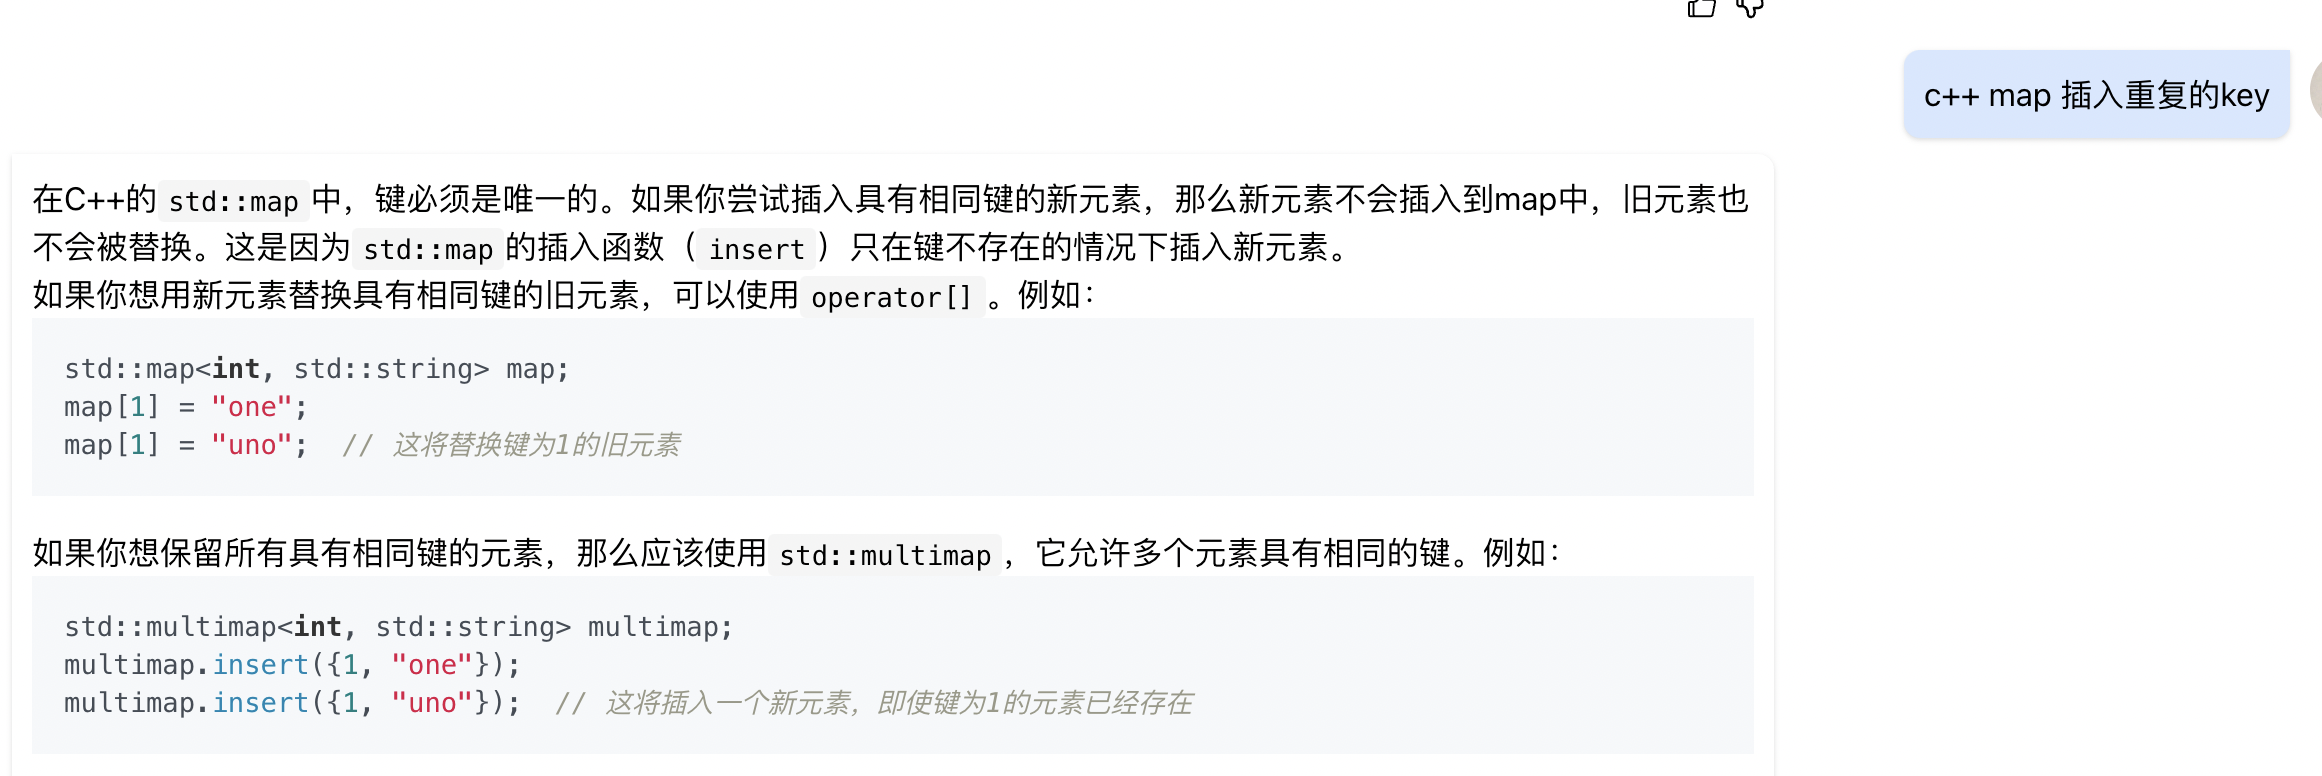 c++ map 插入重复的key
在C++的 std::map 中，键必须是唯一的。如果你尝试插入具有相同键的新元素，那么新元素不会插入到map中，旧元素也
不会被替换。这是因为 std::map 的插入函数（ insert ）只在键不存在的情况下插入新元素。
如果你想用新元素替换具有相同键的旧元素，可以使用 operator[] 。例如：
std::map<int, std::string> map;
map[1] = "one";
map[1] = "uno";  // 这将替换键为1的旧元素
如果你想保留所有具有相同键的元素，那么应该使用 std::multimap ，它允许多个元素具有相同的键。例如：
std::multimap<int, std::string> multimap;
multimap.insert({1, "one"});
multimap.insert({1, "uno"});  // 这将插入一个新元素，即使键为1的元素已经存在